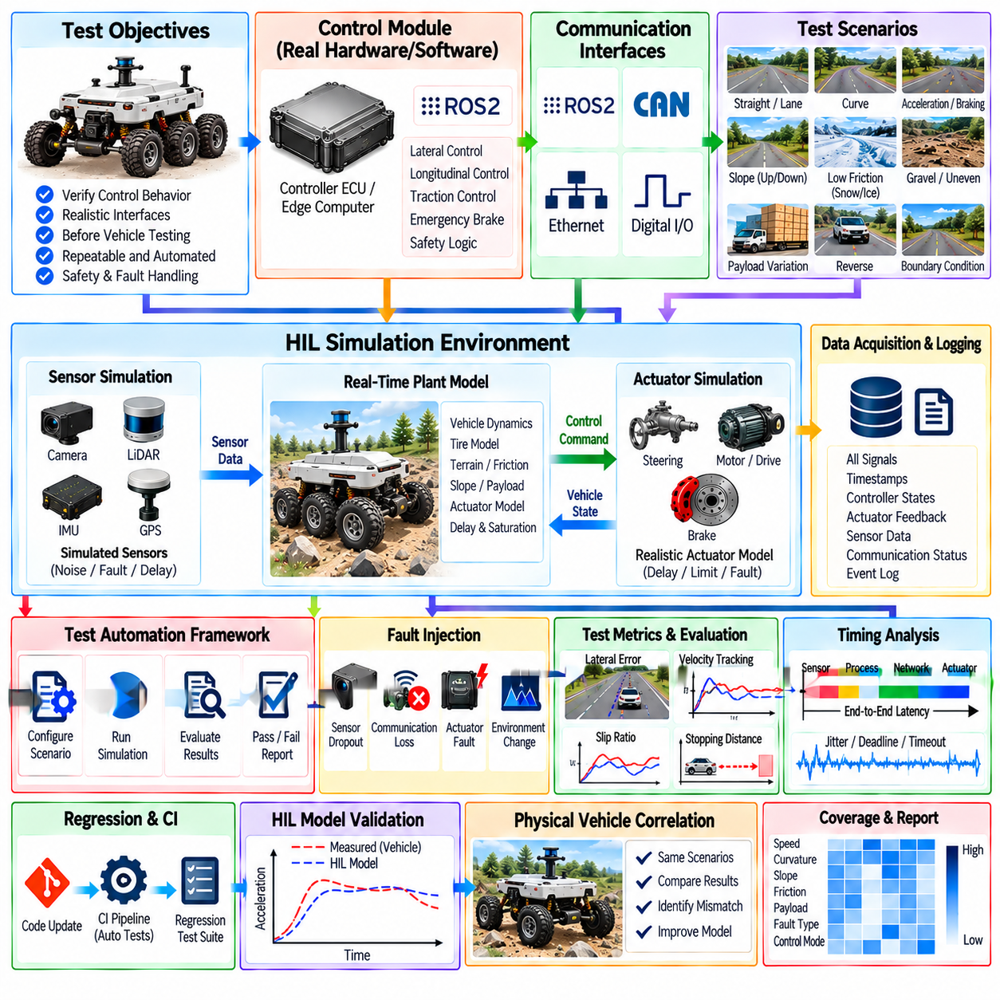 Test Objectives
Verify Control Behavior
Realistic Interfaces
Before Vehicle Testing
Repeatable and Automated
Safety & Fault Handling
Control Module
(Real Hardware/Software)
Controller ECU /
Edge Computer
ROS2
Lateral Control
Longitudinal Control
Traction Control
Emergency Brake
Safety Logic
Communication
Interfaces
ROS2
CAN
Ethernet
Digital I/O
Test Scenarios
Straight / Lane
Curve
Acceleration / Braking
Slope (Up/Down)
Low Friction
(Snow/Ice)
Gravel / Uneven
Payload Variation
Reverse
Boundary Condition
HIL Simulation Environment
Sensor Simulation
Camera
LiDAR
IMU
GPS
Simulated Sensors
(Noise / Fault / Delay)
Sensor
Data
Real-Time Plant Model
Vehicle Dynamics
Tire Model
Terrain / Friction
Slope / Payload
Actuator Model
Delay & Saturation
Control
Command
Vehicle
State
Actuator Simulation
Steering
Motor / Drive
Brake
Realistic Actuator Model
(Delay / Limit / Fault)
Data Acquisition & Logging
All Signals
Timestamps
Controller States
Actuator Feedback
Sensor Data
Communication Status
Event Log
Test Automation Framework
Configure
Scenario
Run
Simulation
Evaluate
Results
Pass / Fail
Report
Fault Injection
Sensor
Dropout
Communication
Loss
Actuator
Fault
Environment
Change
Test Metrics & Evaluation
Lateral Error
Velocity Tracking
Slip Ratio
Stopping Distance
Timing Analysis
Sensor
Process
Network
Actuator
End-to-End Latency
Jitter / Deadline / Timeout
Regression & CI
Code Update
CI Pipeline
(Auto Tests)
Regression
Test Suite
HIL Model Validation
Measured (Vehicle)
HIL Model
Acceleration
Time
Physical Vehicle Correlation
Same Scenarios
Compare Results
Identify Mismatch
Improve Model
Coverage & Report
Speed
Curvature
Slope
Friction
Payload
Fault Type
Control Mode
High
Low